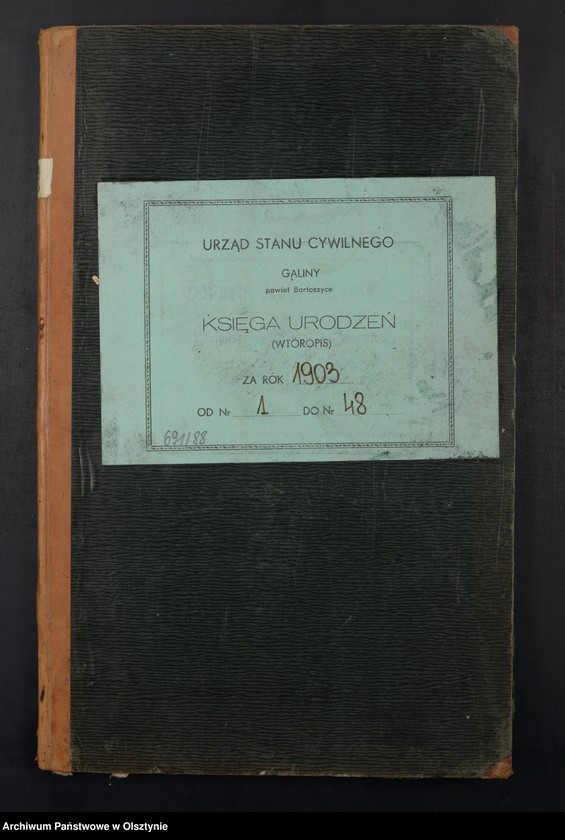 URZĄD STANU CYWILNEGO
GALINY
powiat Bartoszyce
KSIĘGA URODZEŃ
(WTÓROPIS)
ZA ROK 1903
OD Nr 1 DO Nr 48
691/88
Archiwum Państwowe w Olsztynie